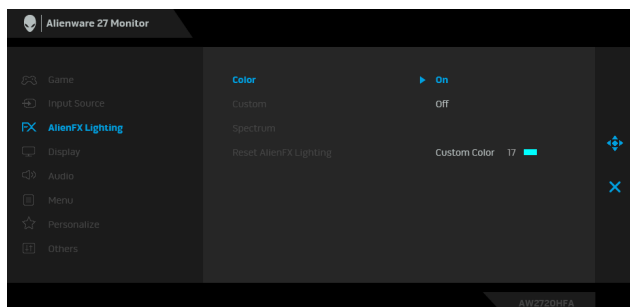 Alienware 27 Monitor
Game
Input Source
FX AlienFX Lighting
Display
Audio
Menu
Personalize
Others
Color On
Custom Off
Spectrum
Reset AlienFX Lighting Custom Color 17
AW2720HFA